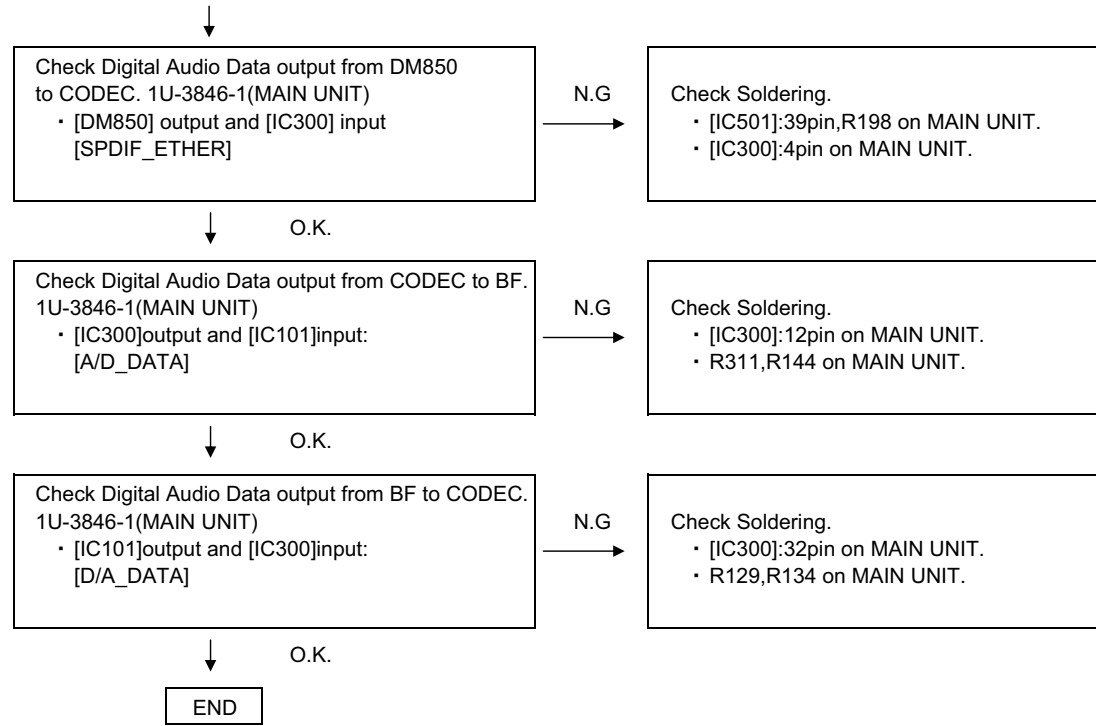 Check Digital Audio Data output from DM850
to CODEC. 1U-3846-1(MAIN UNIT)
・ [DM850] output and [IC300] input
[SPDIF_ETHER]
N.G
Check Soldering.
・ [IC501]:39pin,R198 on MAIN UNIT.
・ [IC300]:4pin on MAIN UNIT.
O.K.
Check Digital Audio Data output from CODEC to BF.
1U-3846-1(MAIN UNIT)
・ [IC300]output and [IC101]input:
[A/D_DATA]
N.G
Check Soldering.
・ [IC300]:12pin on MAIN UNIT.
・ R311,R144 on MAIN UNIT.
O.K.
Check Digital Audio Data output from BF to CODEC.
1U-3846-1(MAIN UNIT)
・ [IC101]output and [IC300]input:
[D/A_DATA]
N.G
Check Soldering.
・ [IC300]:32pin on MAIN UNIT.
・ R129,R134 on MAIN UNIT.
O.K.
END